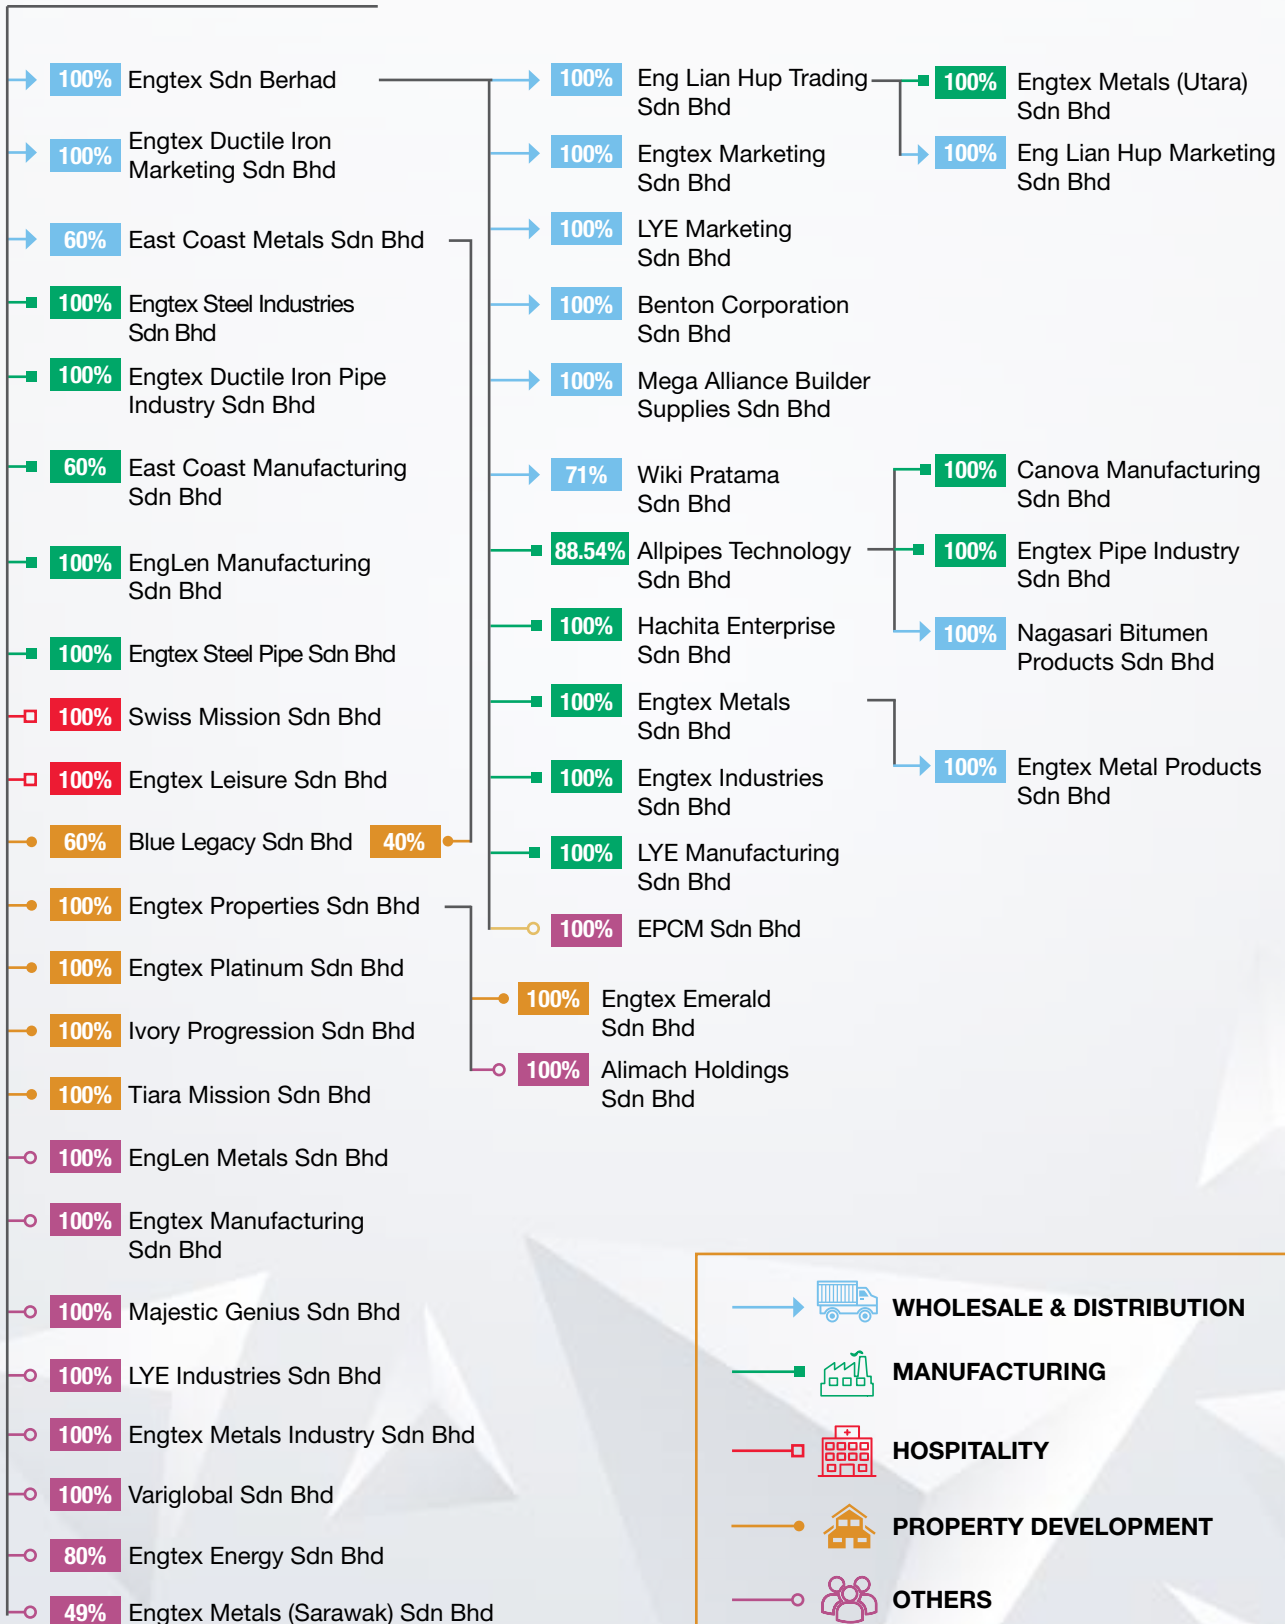 100% Engtex Sdn Berhad
100% Engtex Ductile Iron
Marketing Sdn Bhd
60% East Coast Metals Sdn Bhd
100% Engtex Steel Industries
Sdn Bhd
100% Engtex Ductile Iron Pipe
Industry Sdn Bhd
60% East Coast Manufacturing
Sdn Bhd
100% EngLen Manufacturing
Sdn Bhd
100% Engtex Steel Pipe Sdn Bhd
100% Swiss Mission Sdn Bhd
100% Engtex Leisure Sdn Bhd
60% Blue Legacy Sdn Bhd 40%
100% Engtex Properties Sdn Bhd
100% Engtex Platinum Sdn Bhd
100% Ivory Progression Sdn Bhd
100% Tiara Mission Sdn Bhd
100% EngLen Metals Sdn Bhd
100% Engtex Manufacturing
Sdn Bhd
100% Majestic Genius Sdn Bhd
100% LYE Industries Sdn Bhd
100% Engtex Metals Industry Sdn Bhd
100% Variglobal Sdn Bhd
80% Engtex Energy Sdn Bhd
49% Engtex Metals (Sarawak) Sdn Bhd
100% Eng Lian Hup Trading
Sdn Bhd
100% Engtex Marketing
Sdn Bhd
100% LYE Marketing
Sdn Bhd
100% Benton Corporation
Sdn Bhd
100% Mega Alliance Builder
Supplies Sdn Bhd
71% Wiki Pratama
Sdn Bhd
88.54% Allpipes Technology
Sdn Bhd
100% Hachita Enterprise
Sdn Bhd
100% Engtex Metals
Sdn Bhd
100% Engtex Industries
Sdn Bhd
100% LYE Manufacturing
Sdn Bhd
100% EPCM Sdn Bhd
100% Engtex Emerald
Sdn Bhd
100% Alimach Holdings
Sdn Bhd
100% Engtex Metals (Utara)
Sdn Bhd
100% Eng Lian Hup Marketing
Sdn Bhd
100% Canova Manufacturing
Sdn Bhd
100% Engtex Pipe Industry
Sdn Bhd
100% Nagasari Bitumen
Products Sdn Bhd
100% Engtex Metal Products
Sdn Bhd
WHOLESALE & DISTRIBUTION
MANUFACTURING
HOSPITALITY
PROPERTY DEVELOPMENT
OTHERS